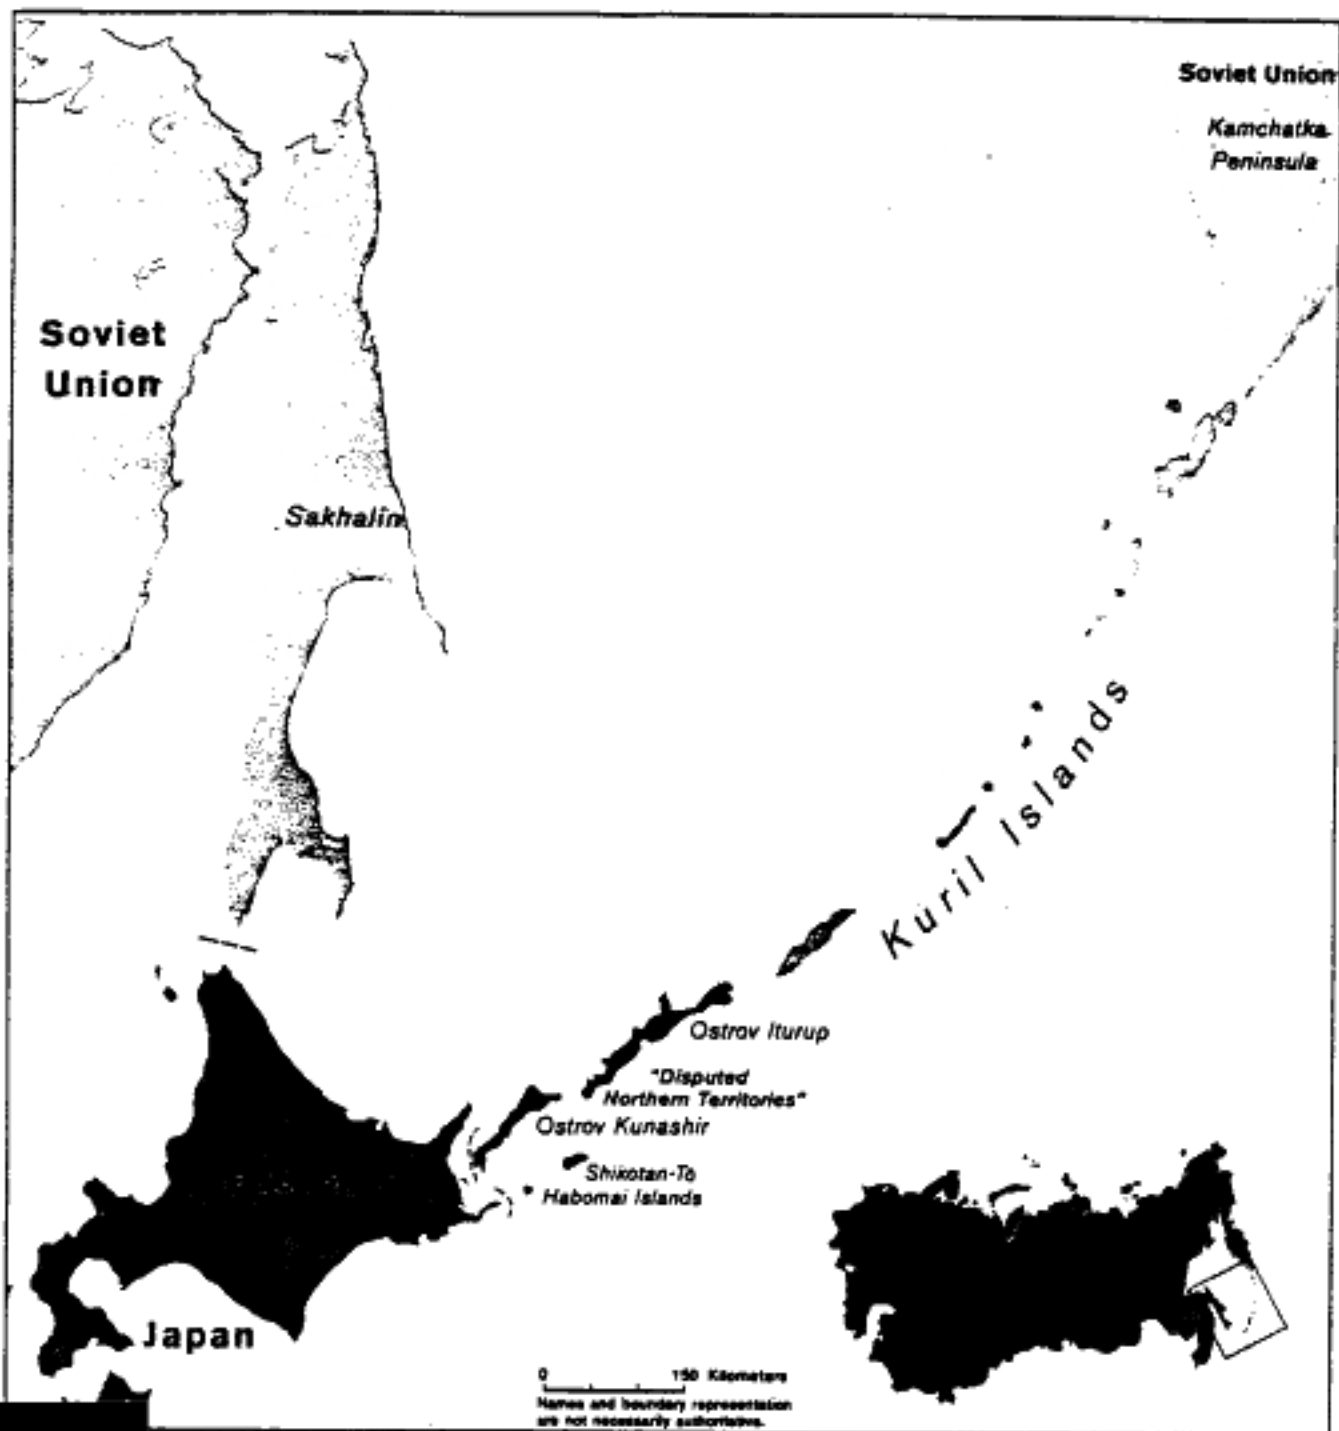 Soviet Union
Kamchatka
Peninsula
Soviet
Union
Sakhalin
Kuril Islands
Ostrov Iturup
"Disputed
Northern Territories"
Ostrov Kunashir
Shikotan-Tō
Habomai Islands
Japan
0 150 Kilometers
Names and boundary representation
are not necessarily authoritative.